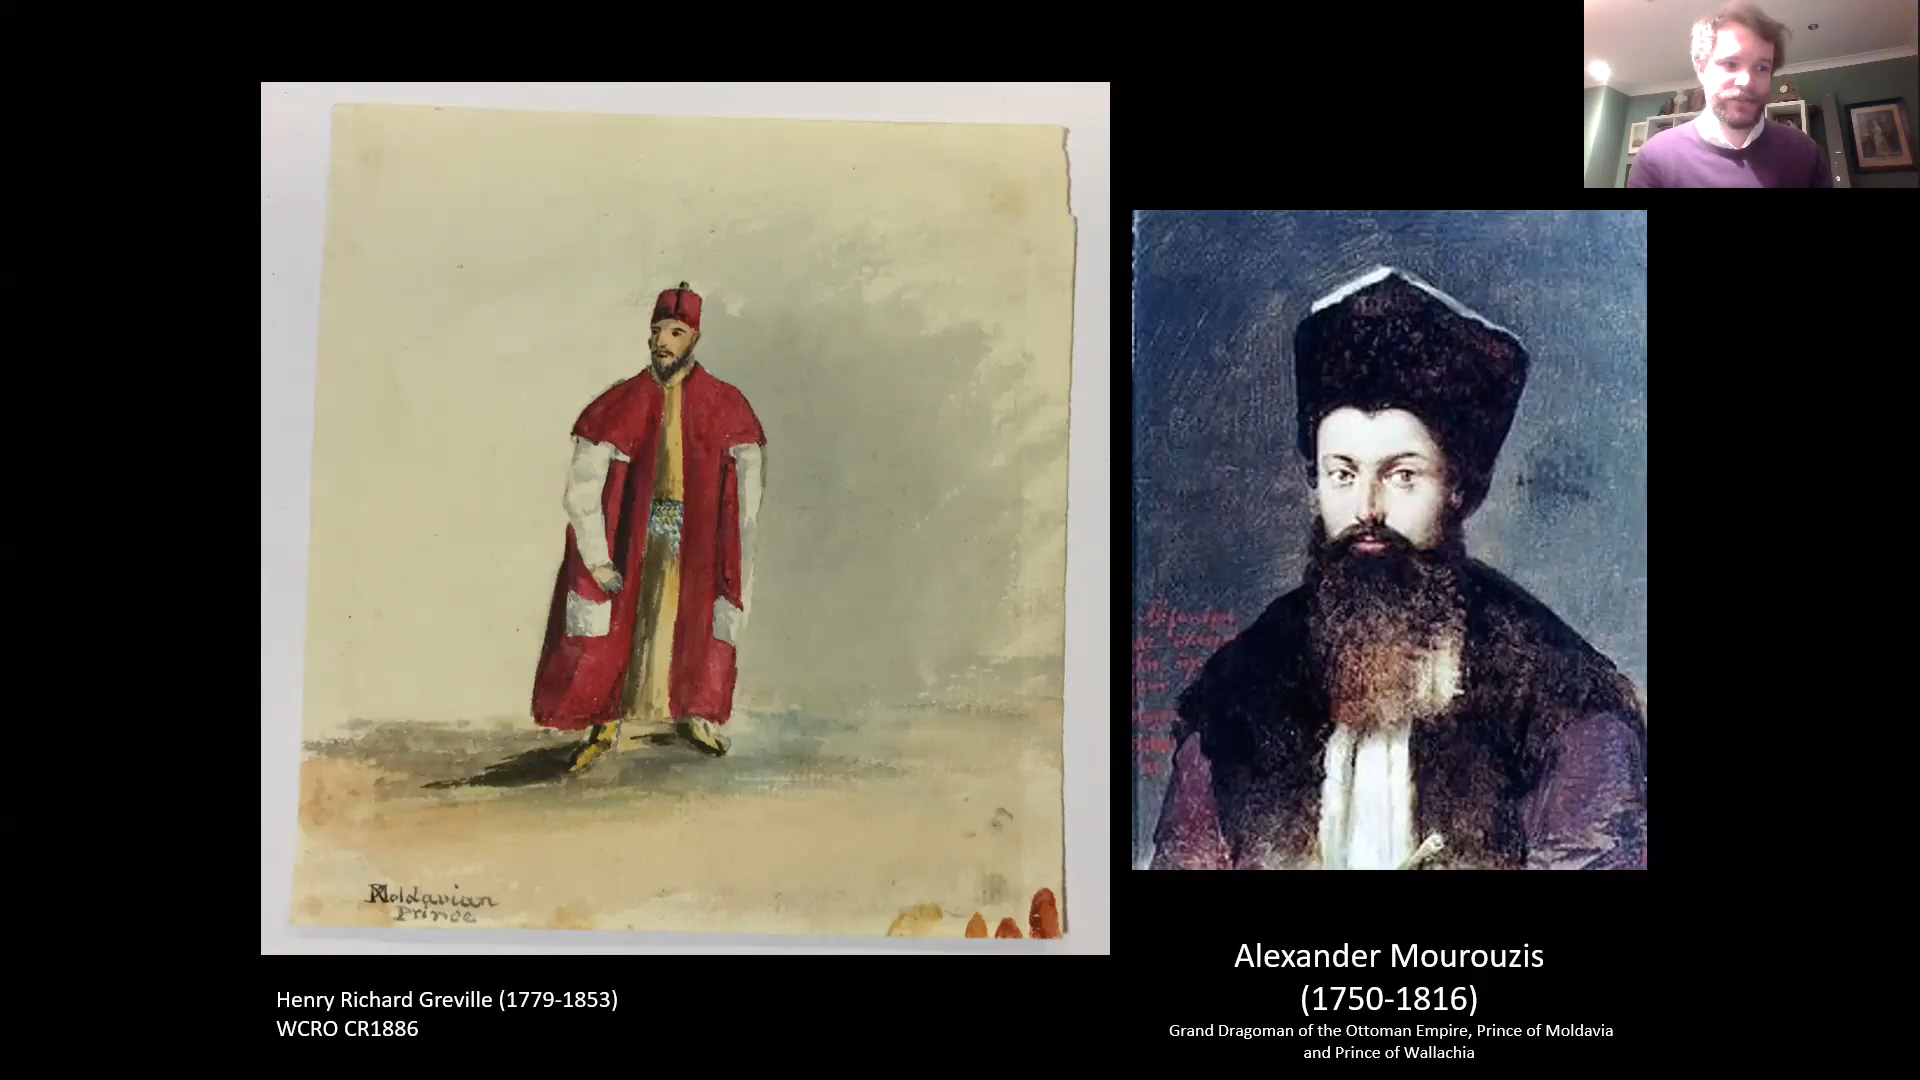 Moldavian
Prince
Henry Richard Greville (1779-1853)
WCRO CR1886
Alexander Mourouzis
(1750-1816)
Grand Dragoman of the Ottoman Empire, Prince of Moldavia
and Prince of Wallachia